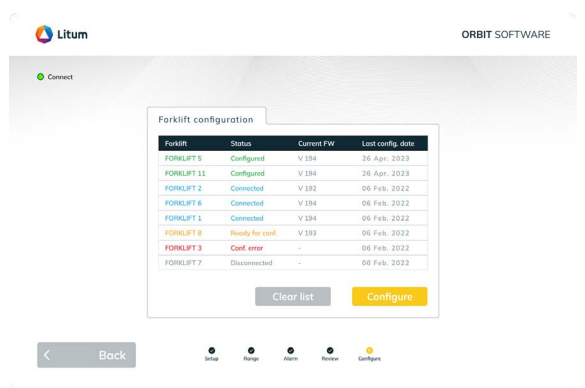 Litum
ORBIT SOFTWARE
Connect
Forklift configuration
Forklift Status Current FW Last config. date
FORKLIFT 5 Configured V 194 26 Apr. 2023
FORKLIFT 11 Configured V 194 26 Apr. 2023
FORKLIFT 2 Connected V 192 06 Feb. 2022
FORKLIFT 6 Connected V 194 06 Feb. 2022
FORKLIFT 1 Connected V 194 06 Feb. 2022
FORKLIFT 8 Ready for conf. V 193 06 Feb. 2022
FORKLIFT 3 Conf. error - 06 Feb. 2022
FORKLIFT 7 Disconnected - 06 Feb. 2022
Clear list Configure
< Back
Setup Range Alarm Review Configure